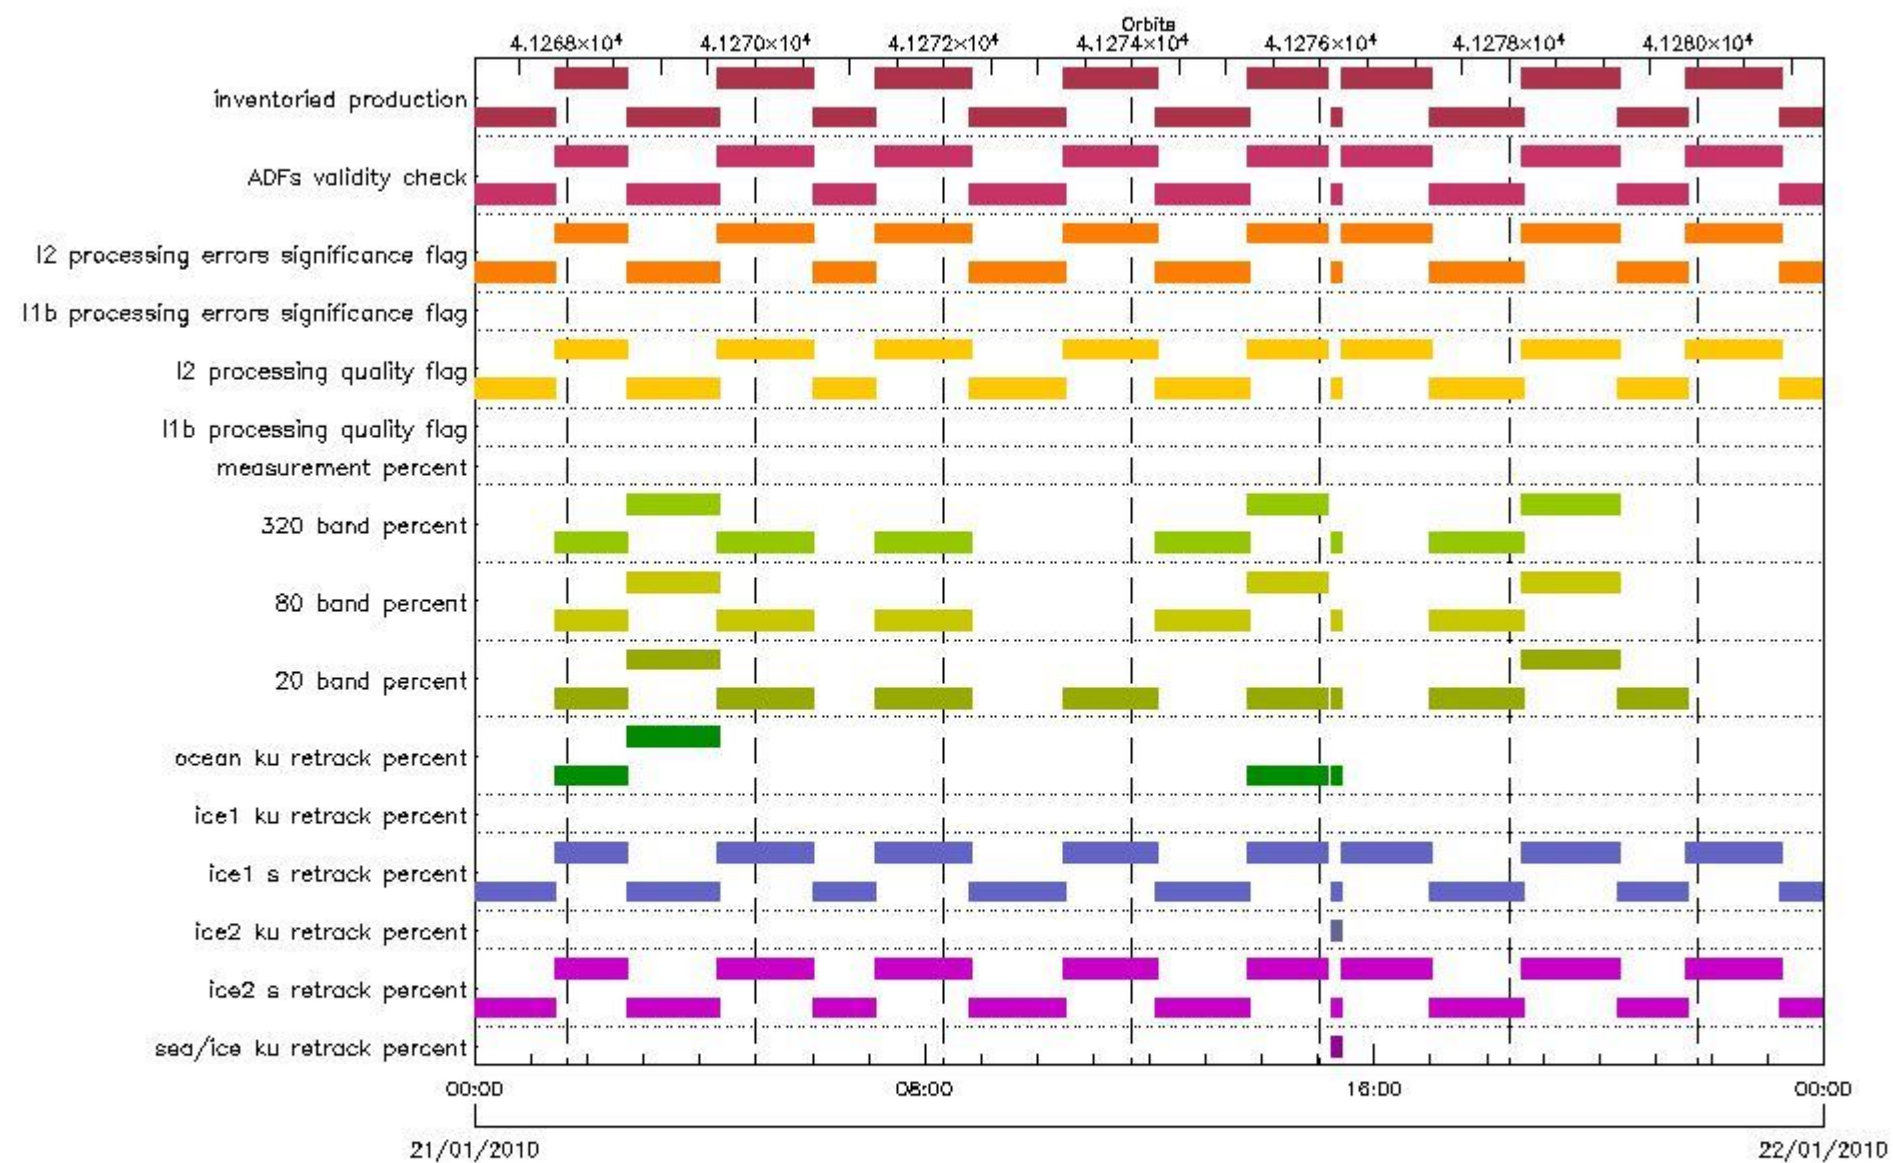 Orbits
4.1268×10⁴ 4.1270×10⁴ 4.1272×10⁴ 4.1274×10⁴ 4.1276×10⁴ 4.1278×10⁴ 4.1280×10⁴
inventoried production
ADFs validity check
l2 processing errors significance flag
l1b processing errors significance flag
l2 processing quality flag
l1b processing quality flag
measurement percent
320 band percent
80 band percent
20 band percent
ocean ku retrack percent
ice1 ku retrack percent
ice1 s retrack percent
ice2 ku retrack percent
ice2 s retrack percent
sea/ice ku retrack percent
00:00 08:00 16:00 00:00
21/01/2010 22/01/2010